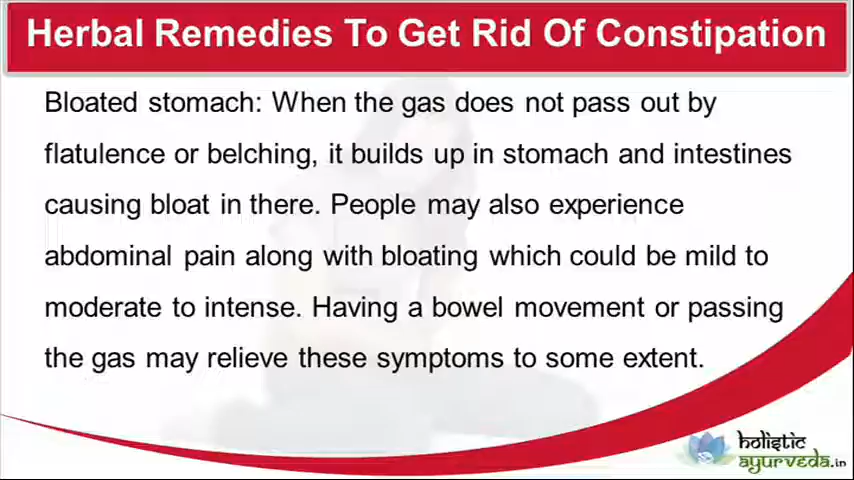 Herbal Remedies To Get Rid Of Constipation
Bloated stomach: When the gas does not pass out by
flatulence or belching, it builds up in stomach and intestines
causing bloat in there. People may also experience
abdominal pain along with bloating which could be mild to
moderate to intense. Having a bowel movement or passing
the gas may relieve these symptoms to some extent.
holistic
ayurveda.in